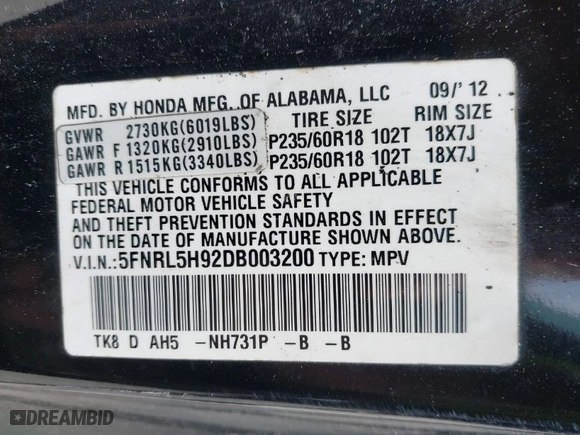 MFD. BY HONDA MFG. OF ALABAMA, LLC 09/'12
TIRE SIZE RIM SIZE
GVWR 2730KG(6019LBS)
GAWR F 1320KG(2910LBS) P235/60R18 102T 18X7J
GAWR R 1515KG(3340LBS) P235/60R18 102T 18X7J
THIS VEHICLE CONFORMS TO ALL APPLICABLE
FEDERAL MOTOR VEHICLE SAFETY
AND THEFT PREVENTION STANDARDS IN EFFECT ON
THE DATE OF MANUFACTURE SHOWN ABOVE.
V.I.N.:5FNRL5H92DB003200 TYPE: MPV
TK8 D AH5 -NH731P -B -B
DREAMBID